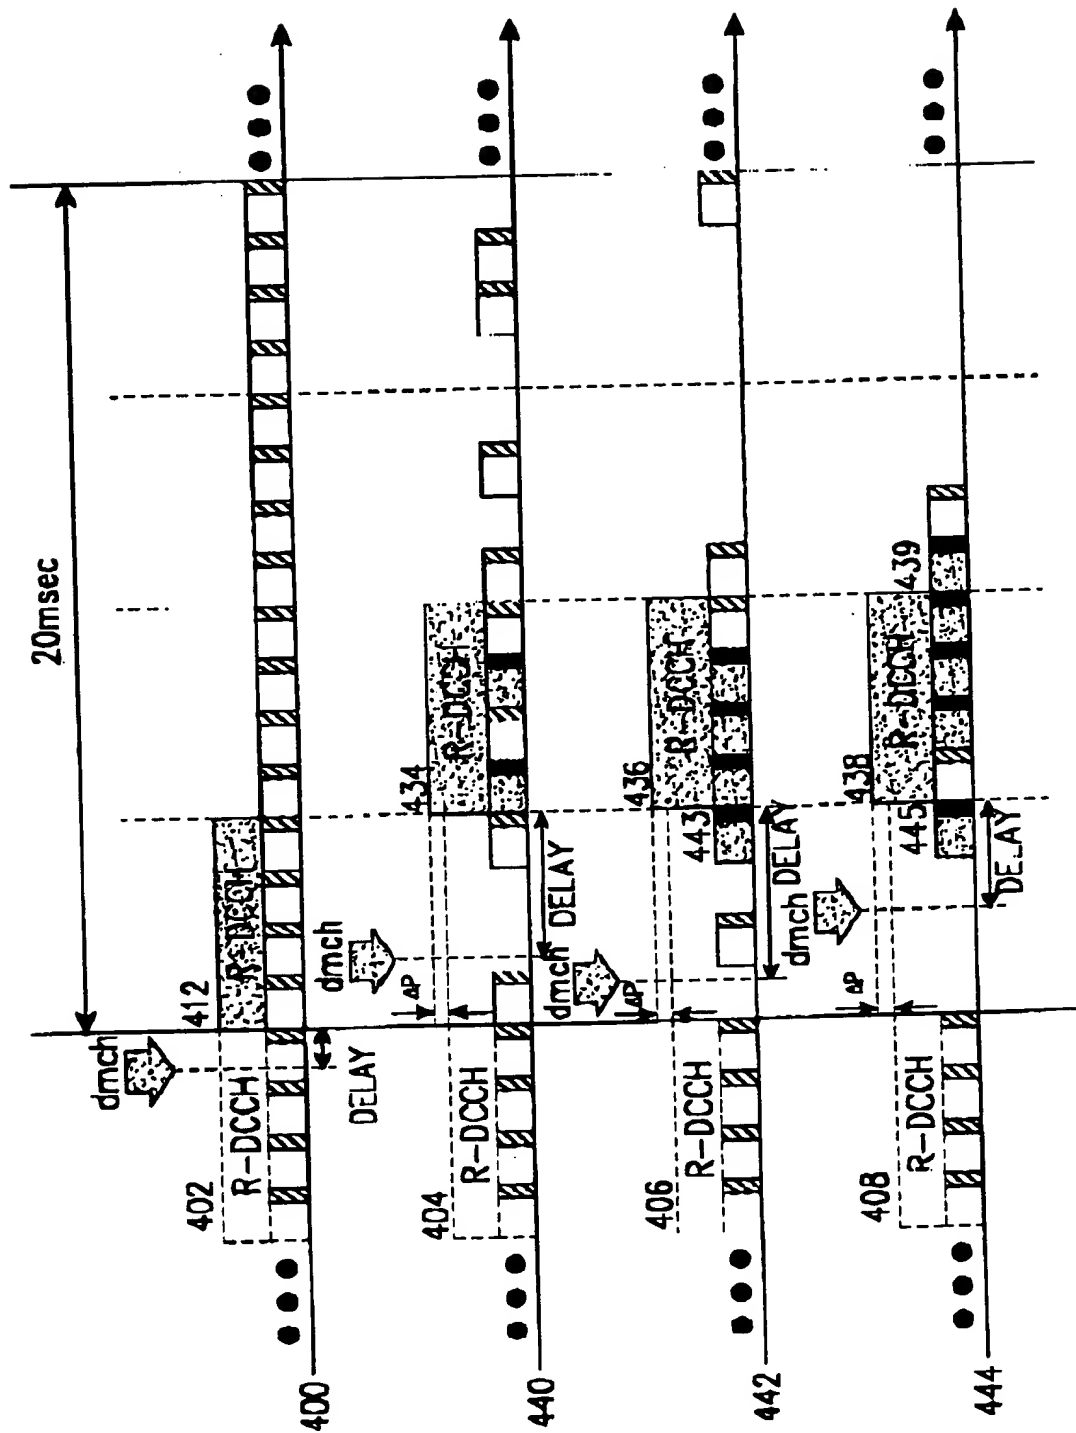 20msec
400
402
R-DCCH
dmch
DELAY
412
R-DCCH
440
404
R-DCCH
ΔP
dmch
DELAY
434
R-DCCH
442
406
R-DCCH
ΔP
dmch
DELAY
443
436
R-DCCH
444
408
R-DCCH
ΔP
dmch
DELAY
445
438
R-DCCH
439